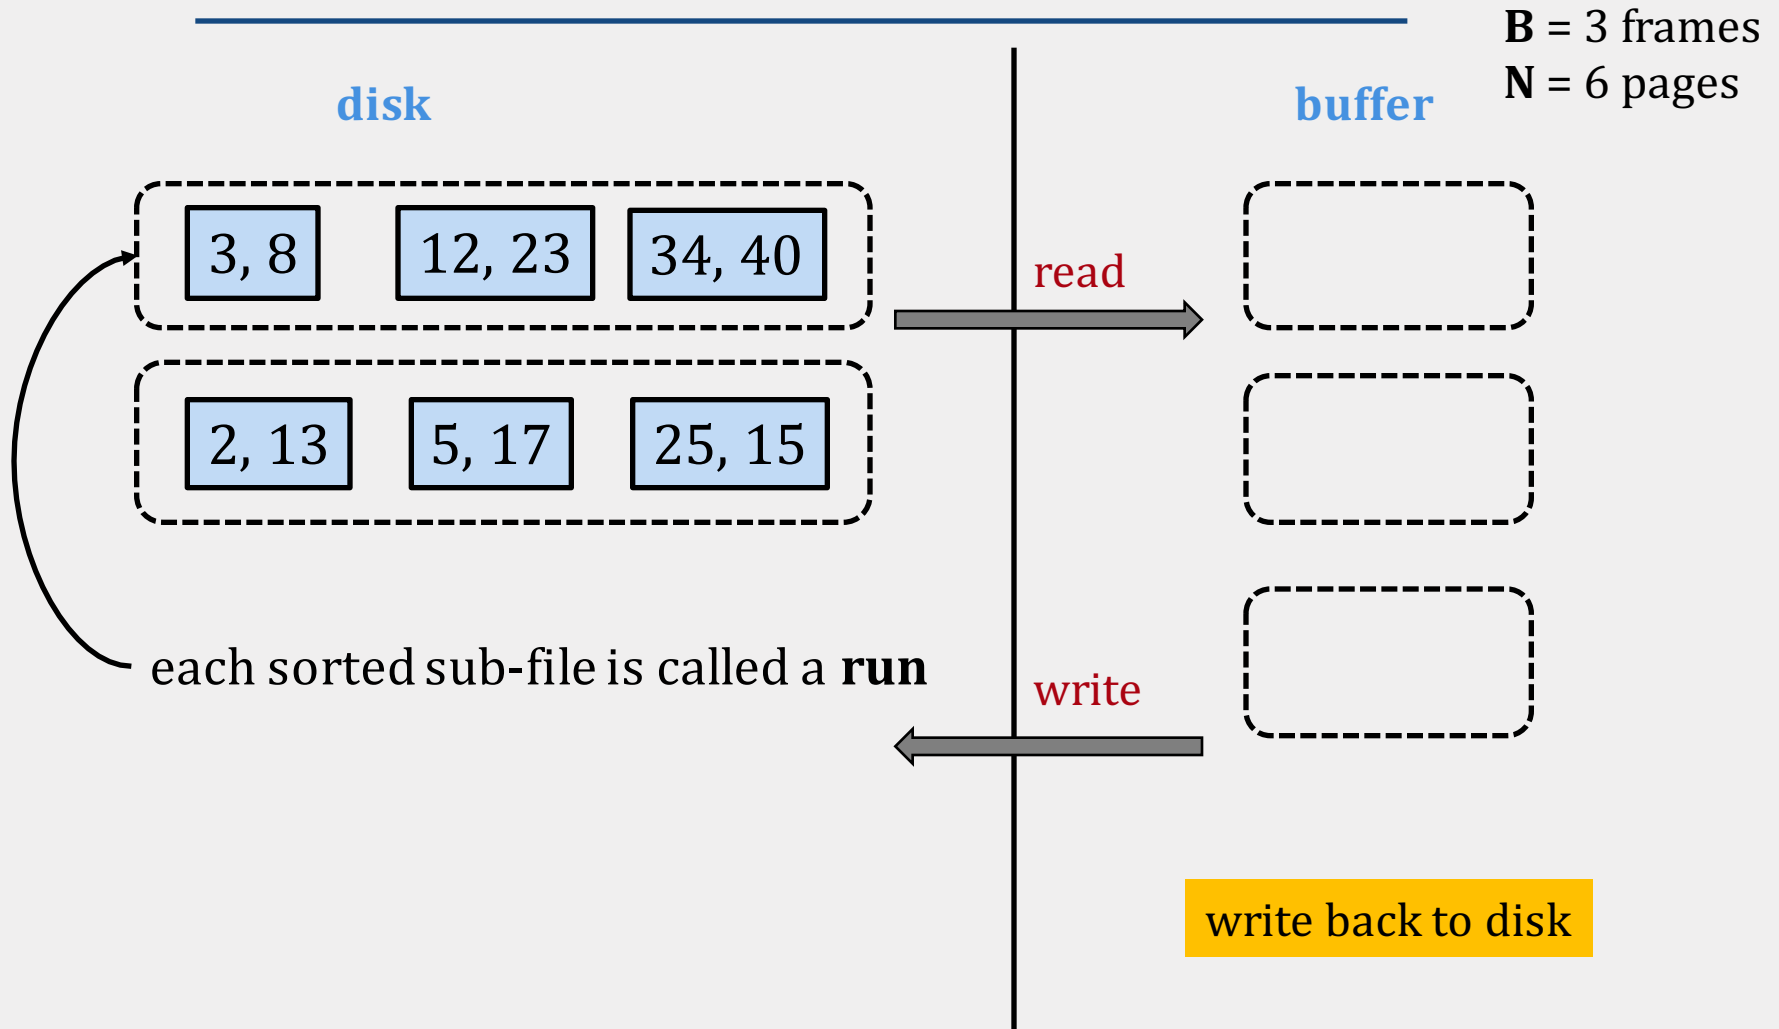 B = 3 frames
N = 6 pages
disk
buffer
3, 8
12, 23
34, 40
read
2, 13
5, 17
25, 15
each sorted sub-file is called a run
write
write back to disk